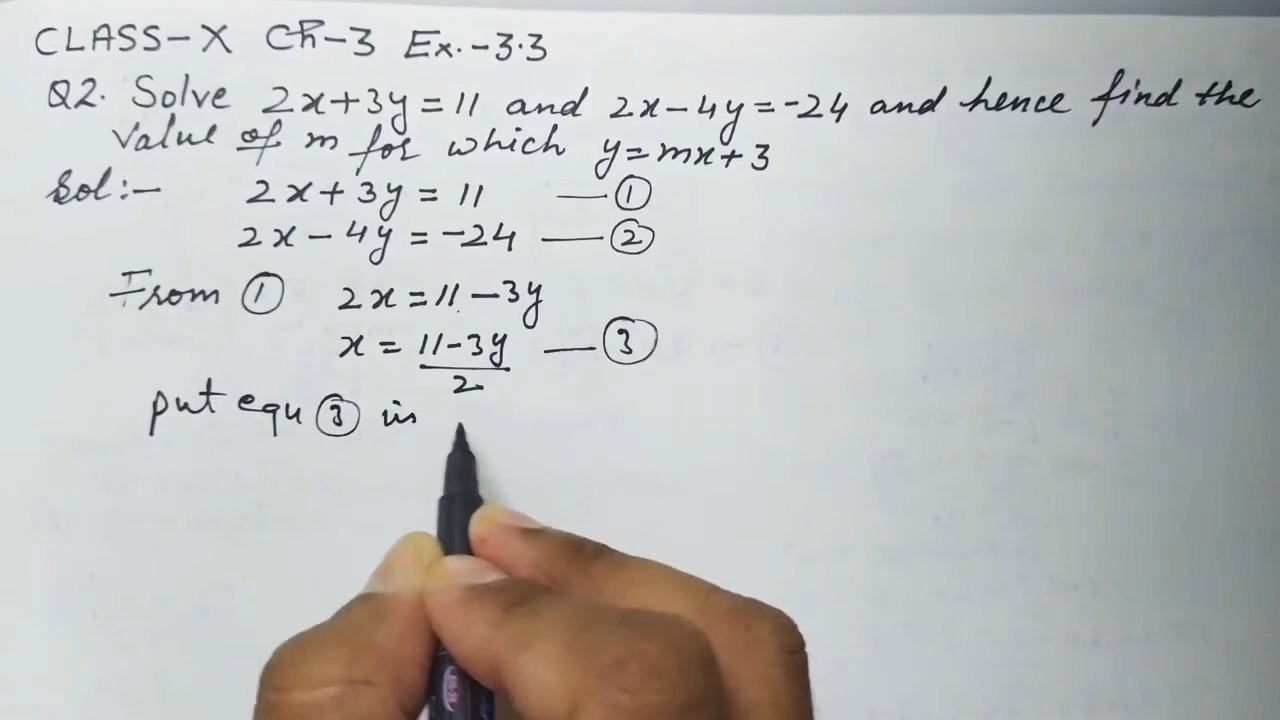 CLASS-X Ch-3 Ex.-3.3
Q2. Solve 2x+3y=11 and 2x-4y=-24 and hence find the
Value of m for which y=mx+3
Sol:- 2x+3y=11 —①
2x-4y=-24 —②
From ① 2x=11-3y
x=11-3y —③
2
put equ ③ in